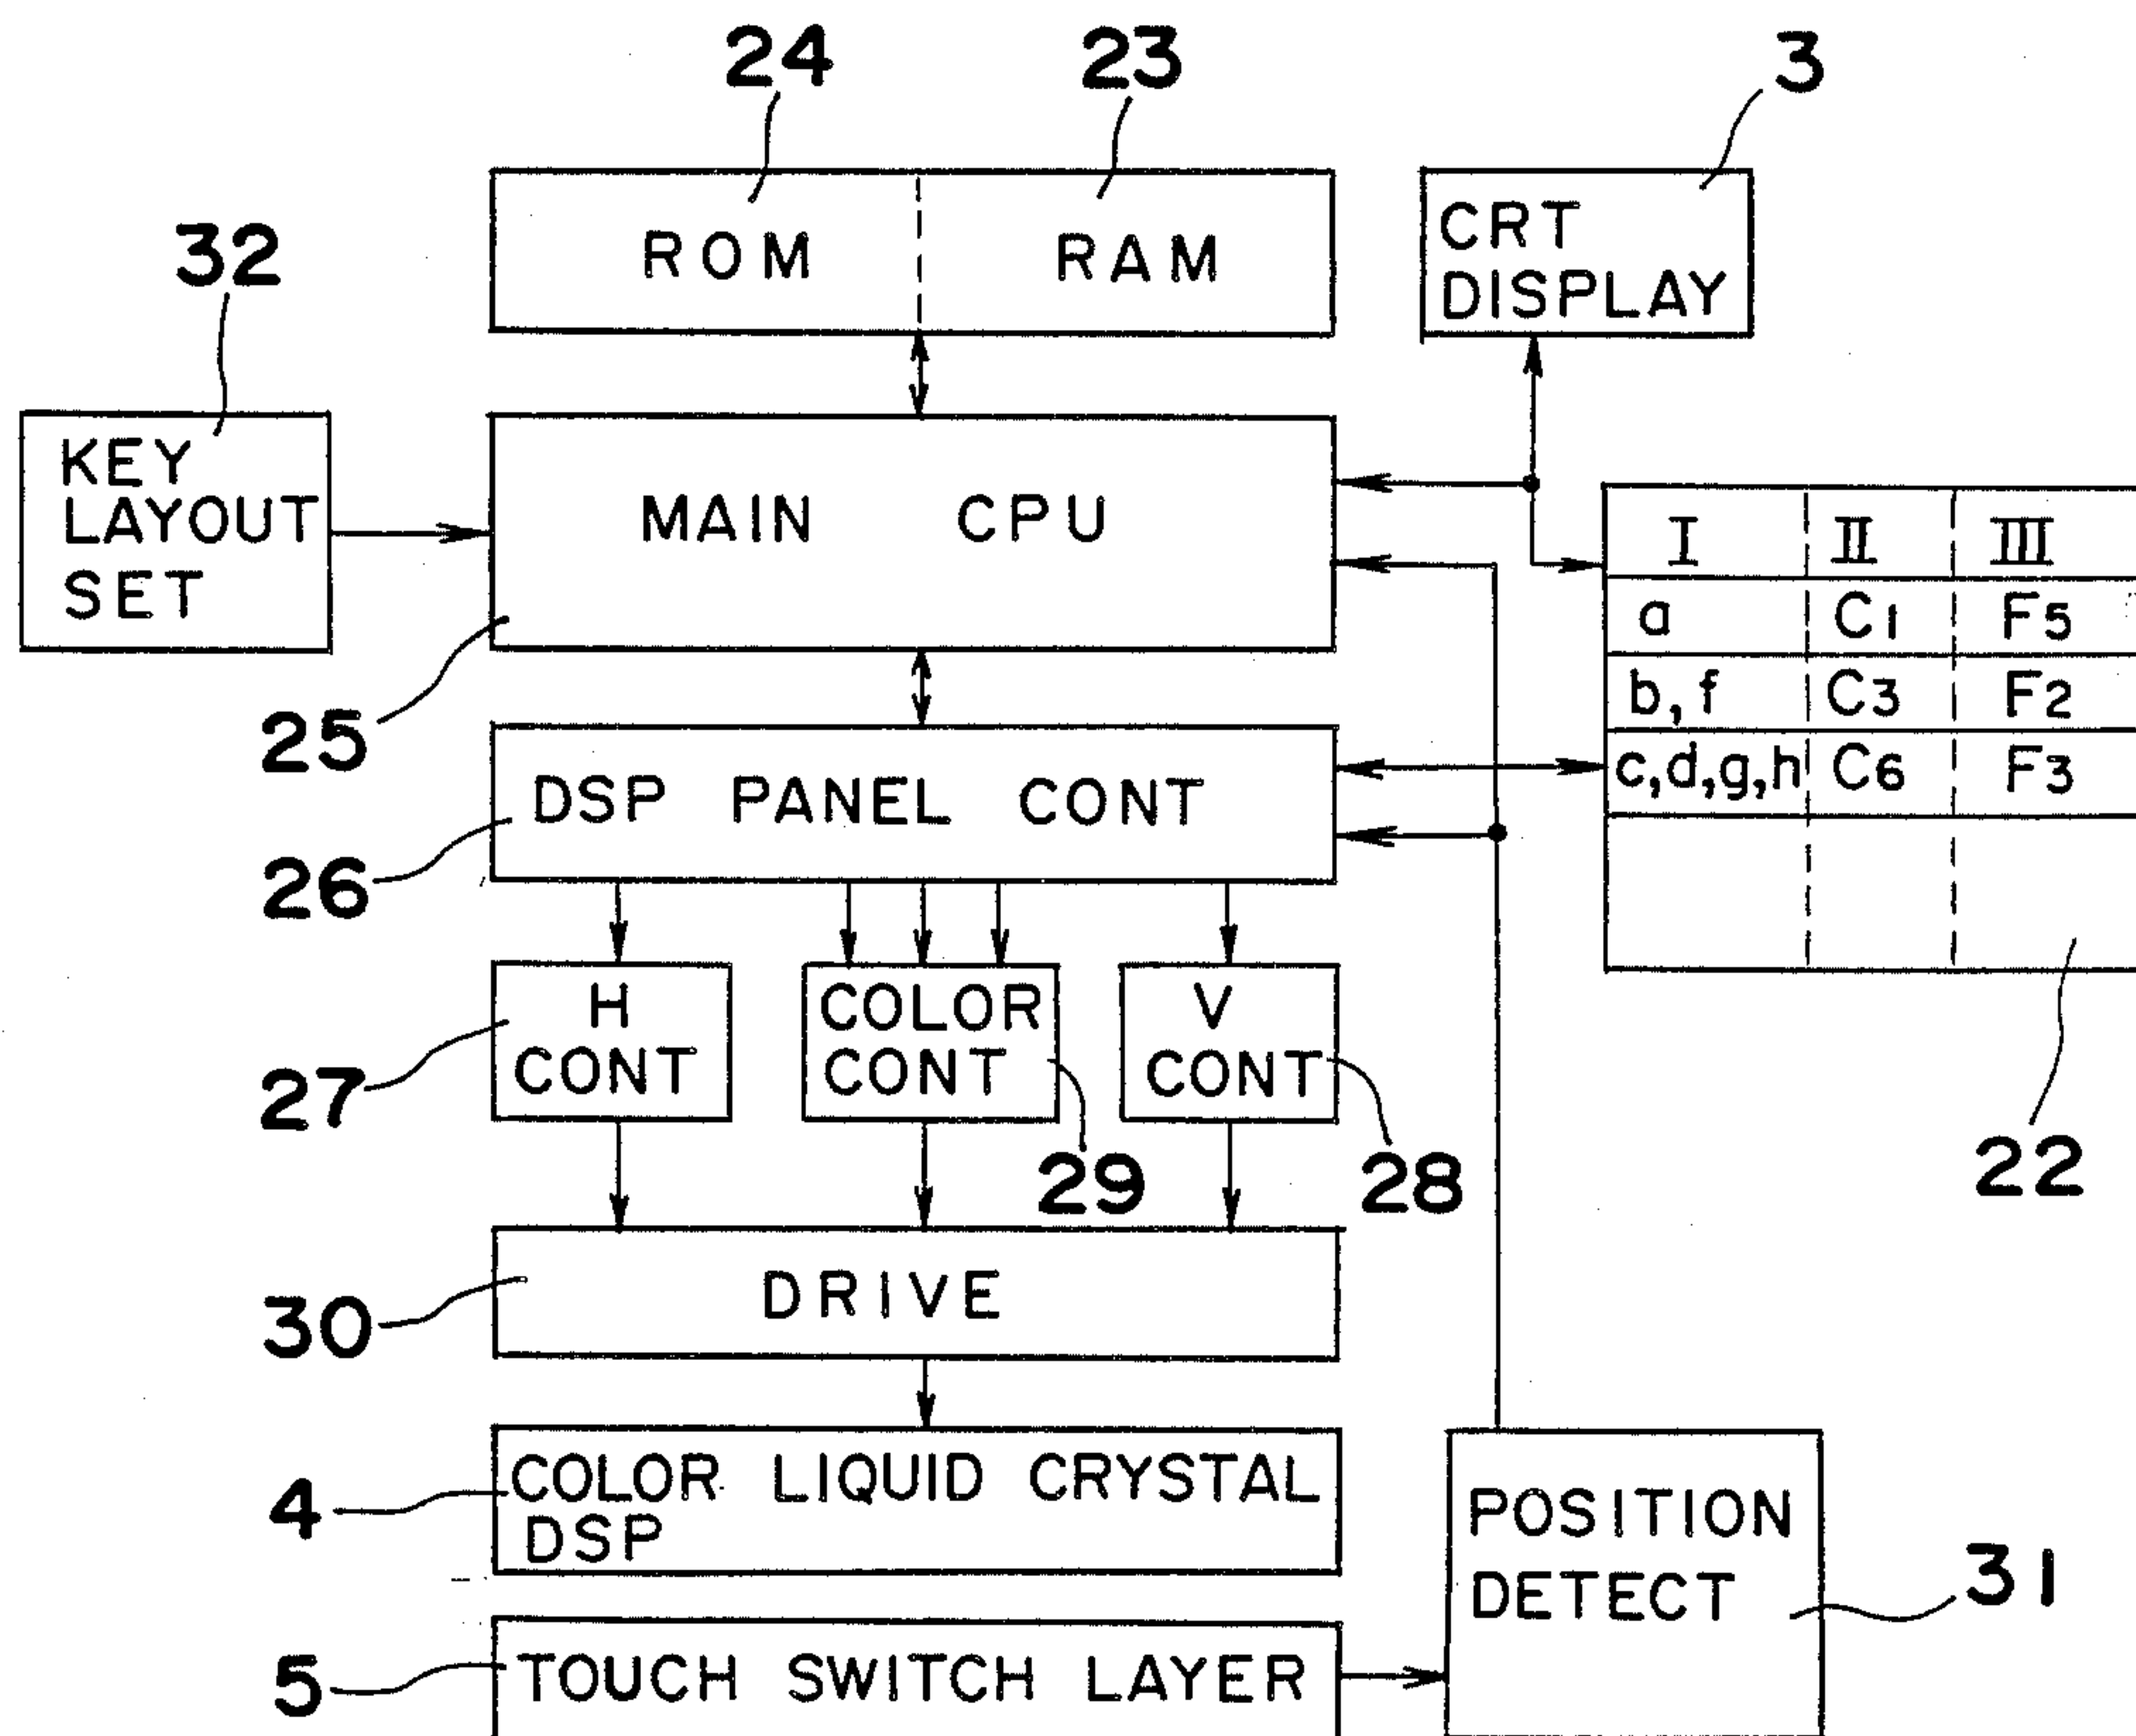 24
23
3
ROM
RAM
CRT
DISPLAY
32
KEY
LAYOUT
SET
MAIN CPU
I II III
a C1 F5
b,f C3 F2
c,d,g,h C6 F3
25
DSP PANEL CONT
26
H
CONT
COLOR
CONT
V
CONT
27
29
28
22
DRIVE
30
COLOR LIQUID CRYSTAL
DSP
4
POSITION
DETECT
31
TOUCH SWITCH LAYER
5